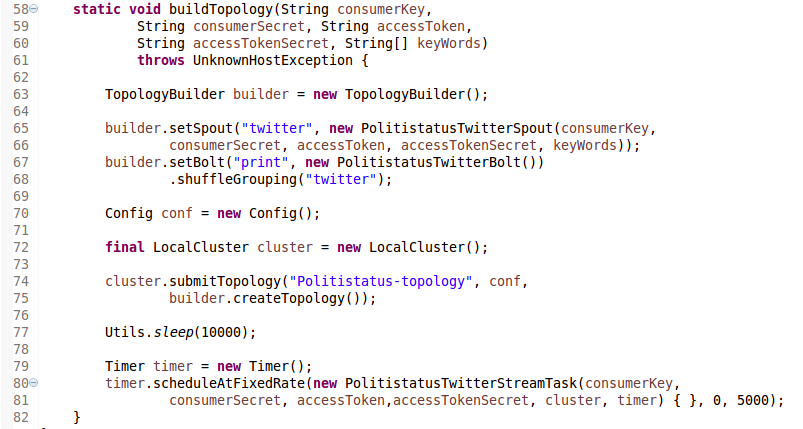 58 static void buildTopology(String consumerKey,
59 String consumerSecret, String accessToken,
60 String accessTokenSecret, String[] keyWords)
61 throws UnknownHostException {
62
63 TopologyBuilder builder = new TopologyBuilder();
64
65 builder.setSpout("twitter", new PolitistatusTwitterSpout(consumerKey,
66 consumerSecret, accessToken, accessTokenSecret, keyWords));
67 builder.setBolt("print", new PolitistatusTwitterBolt())
68 .shuffleGrouping("twitter");
69
70 Config conf = new Config();
71
72 final LocalCluster cluster = new LocalCluster();
73
74 cluster.submitTopology("Politistatus-topology", conf,
75 builder.createTopology());
76
77 Utils.sleep(10000);
78
79 Timer timer = new Timer();
80 timer.scheduleAtFixedRate(new PolitistatusTwitterStreamTask(consumerKey,
81 consumerSecret, accessToken,accessTokenSecret, cluster, timer) { }, 0, 5000);
82 }